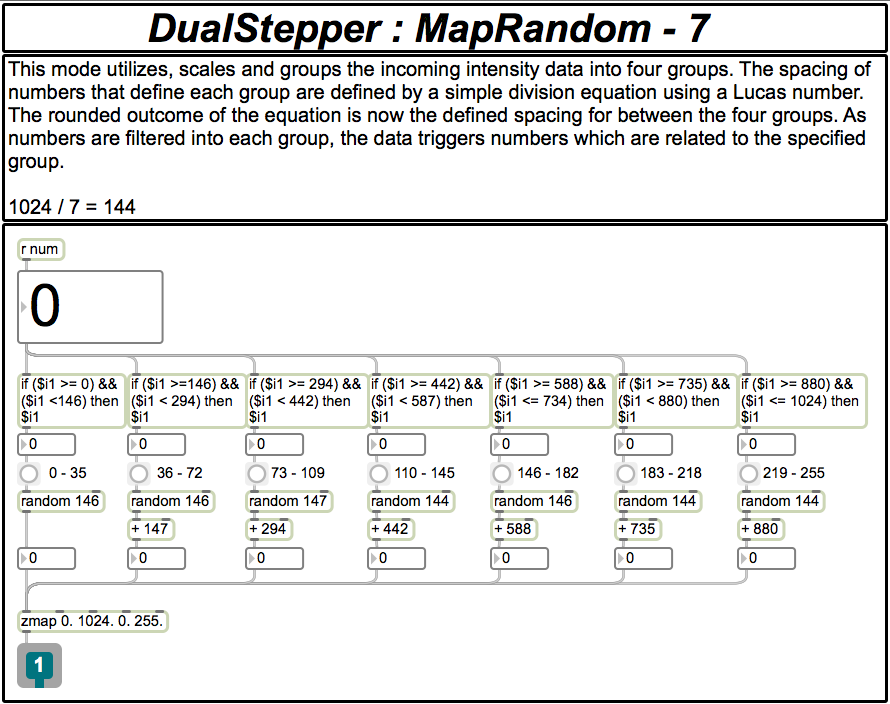 DualStepper : MapRandom - 7
This mode utilizes, scales and groups the incoming intensity data into four groups. The spacing of
numbers that define each group are defined by a simple division equation using a Lucas number.
The rounded outcome of the equation is now the defined spacing for between the four groups. As
numbers are filtered into each group, the data triggers numbers which are related to the specified
group.
1024 / 7 = 144
r num
0
if ($i1 >= 0) && ($i1 <146) then $i1
if ($i1 >=146) && ($i1 < 294) then $i1
if ($i1 >= 294) && ($i1 < 442) then $i1
if ($i1 >= 442) && ($i1 < 587) then $i1
if ($i1 >= 588) && ($i1 <= 734) then $i1
if ($i1 >= 735) && ($i1 < 880) then $i1
if ($i1 >= 880) && ($i1 <= 1024) then $i1
0 0 0 0 0 0 0
0 - 35 36 - 72 73 - 109 110 - 145 146 - 182 183 - 218 219 - 255
random 146 random 146 random 147 random 144 random 146 random 144 random 144
+ 147 + 294 + 442 + 588 + 735 + 880
0 0 0 0 0 0 0
zmap 0. 1024. 0. 255.
1